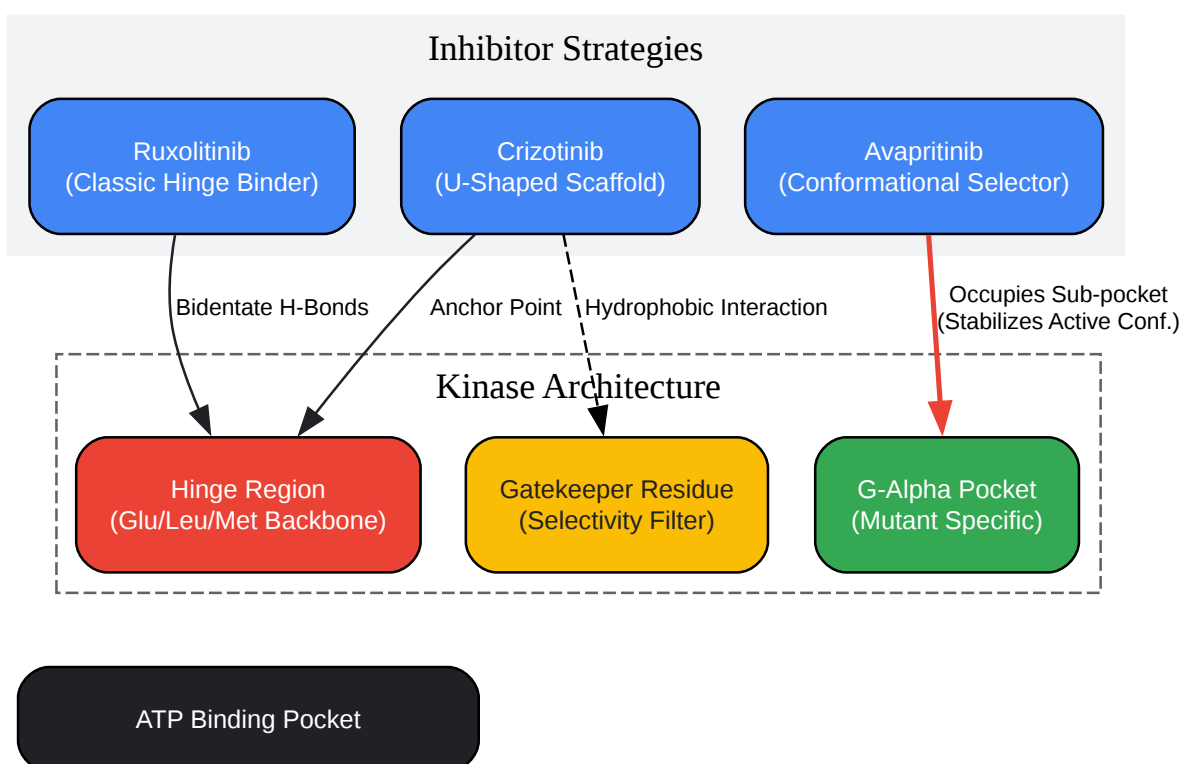 Inhibitor Strategies
Ruxolitinib
(Classic Hinge Binder)
Crizotinib
(U-Shaped Scaffold)
Avapritinib
(Conformational Selector)
Bidentate H-Bonds
Anchor Point
Hydrophobic Interaction
Occupies Sub-pocket
(Stabilizes Active Conf.)
Kinase Architecture
Hinge Region
(Glu/Leu/Met Backbone)
Gatekeeper Residue
(Selectivity Filter)
G-Alpha Pocket
(Mutant Specific)
ATP Binding Pocket